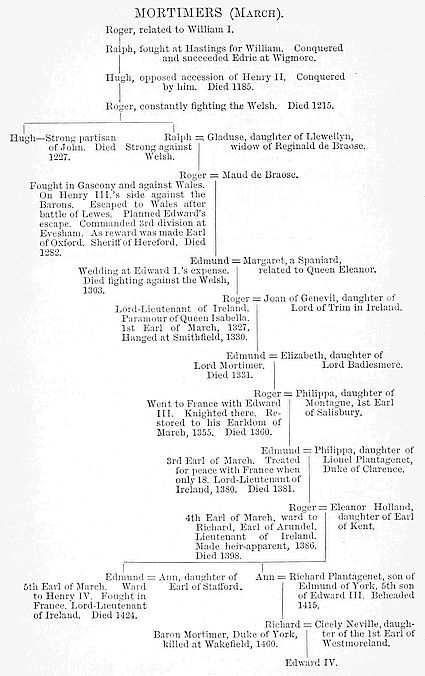 MORTIMERS (MARCH).
Roger, related to William I.
Ralph, fought at Hastings for William. Conquered
and succeeded Edric at Wigmore.
Hugh, opposed accession of Henry II. Conquered
by him. Died 1185.
Roger, constantly fighting the Welsh. Died 1215.
Hugh—Strong partisan
of John. Died
1227.
Ralph = Gladuse, daughter of Llewellyn,
Strong against
Welsh.
widow of Reginald de Braose.
Roger = Maud de Braose.
Fought in Gascony and against Wales.
On Henry III.'s side against the
Barons. Escaped to Wales after
battle of Lewes. Planned Edward's
escape. Commanded 3rd division at
Evesham. As reward was made Earl
of Oxford. Sheriff of Hereford. Died
1282.
Edmund = Margaret, a Spaniard,
Wedding at Edward I.'s expense.
Died fighting against the Welsh,
1303.
related to Queen Eleanor.
Roger = Joan of Genevil, daughter of
Lord-Lieutenant of Ireland.
Paramour of Queen Isabella.
1st Earl of March, 1327.
Hanged at Smithfield, 1330.
Lord of Trim in Ireland.
Edmund = Elizabeth, daughter of
Lord Mortimer.
Died 1331.
Lord Badlesmere.
Roger = Philippa, daughter of
Went to France with Edward
III. Knighted there. Re-
stored to his Earldom of
March, 1355. Died 1360.
Montague, 1st Earl
of Salisbury.
Edmund = Philippa, daughter of
3rd Earl of March. Treated
for peace with France when
only 18. Lord-Lieutenant of
Ireland, 1380. Died 1381.
Lionel Plantagenet,
Duke of Clarence.
Roger = Eleanor Holland,
4th Earl of March, ward to
Richard, Earl of Arundel.
Lieutenant of Ireland.
Made heir-apparent, 1386.
Died 1398.
daughter of Earl
of Kent.
Edmund = Ann, daughter of
5th Earl of March. Ward
to Henry IV. Fought in
France. Lord-Lieutenant
of Ireland. Died 1424.
Earl of Stafford.
Ann = Richard Plantagenet, son of
Edmund of York, 5th son
of Edward III. Beheaded
1415.
Richard = Cicely Neville, daugh-
Baron Mortimer, Duke of York,
killed at Wakefield, 1460.
ter of the 1st Earl of
Westmoreland.
Edward IV.